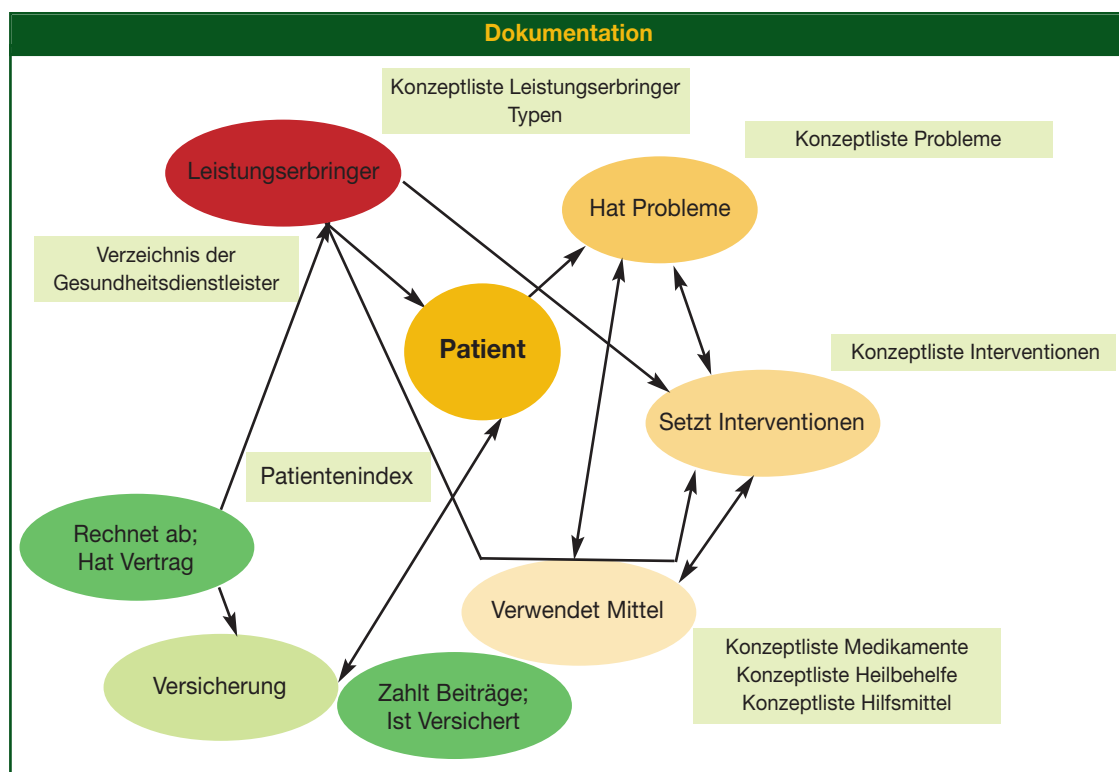 Dokumentation
Konzeptliste Leistungserbringer
Typen
Konzeptliste Probleme
Leistungserbringer
Hat Probleme
Verzeichnis der
Gesundheitsdienstleister
Patient
Konzeptliste Interventionen
Setzt Interventionen
Patientenindex
Rechnet ab;
Hat Vertrag
Verwendet Mittel
Versicherung
Zahlt Beiträge;
Ist Versichert
Konzeptliste Medikamente
Konzeptliste Heilbehelfe
Konzeptliste Hilfsmittel